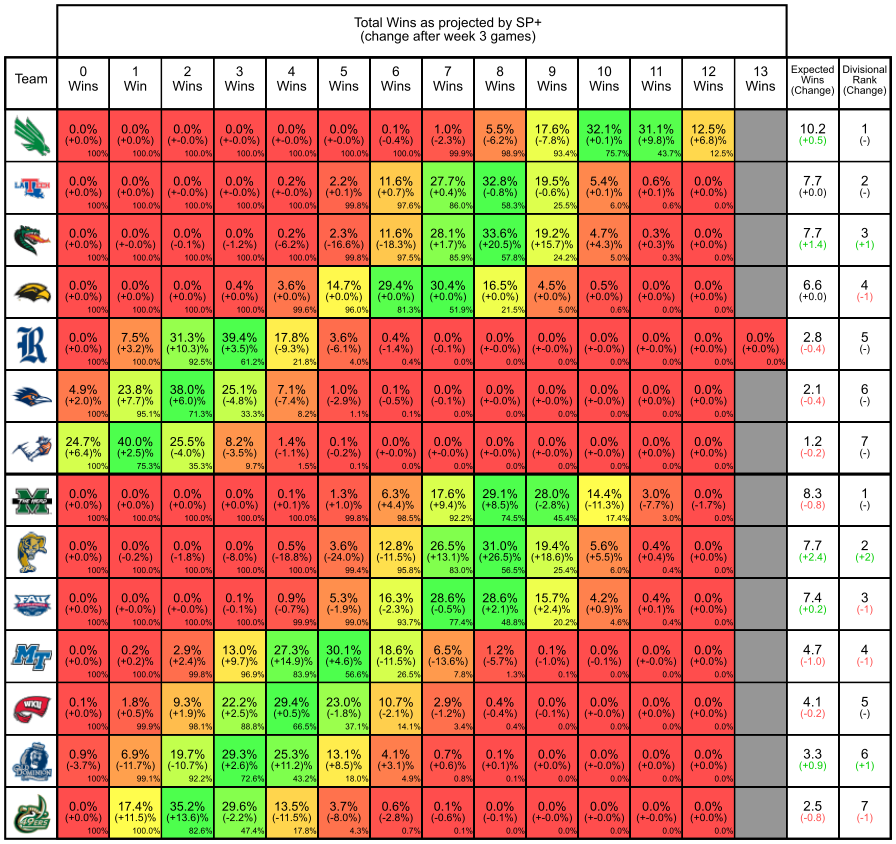 Total Wins as projected by SP+
(change after week 3 games)
Team 0 Wins 1 Win 2 Wins 3 Wins 4 Wins 5 Wins 6 Wins 7 Wins 8 Wins 9 Wins 10 Wins 11 Wins 12 Wins 13 Wins Expected Wins (Change) Divisional Rank (Change)
0.0% 0.0% 0.0% 0.0% 0.0% 0.0% 0.1% 1.0% 5.5% 17.6% 32.1% 31.1% 12.5% 10.2 1
(+0.0)% (+0.0)% (+0.0)% (+0.0)% (+0.0)% (+0.0)% (-0.4)% (-2.3)% (-6.2)% (-7.8)% (+0.1)% (+9.8)% (+6.8)% (+0.5) (-)
100% 100.0% 100.0% 100.0% 100.0% 100.0% 100.0% 99.9% 98.9% 93.4% 75.7% 43.7% 12.5%
LA TECH
0.0% 0.0% 0.0% 0.0% 0.2% 2.2% 11.6% 27.7% 32.8% 19.5% 5.4% 0.6% 0.0% 7.7 2
(+0.0)% (+0.0)% (+0.0)% (+-0.0)% (+-0.0)% (+0.1)% (+0.7)% (+0.4)% (-0.8)% (-0.6)% (+0.1)% (+0.1)% (+0.0)% (+0.0) (-)
100% 100.0% 100.0% 100.0% 100.0% 99.8% 97.6% 86.0% 58.3% 25.5% 6.0% 0.6% 0.0%
0.0% 0.0% 0.0% 0.0% 0.2% 2.3% 11.6% 28.1% 33.6% 19.2% 4.7% 0.3% 0.0% 7.7 3
(+0.0)% (+-0.0)% (-0.1)% (-1.2)% (-6.2)% (-16.6)% (-18.3)% (+1.7)% (+20.5)% (+15.7)% (+4.3)% (+0.3)% (+0.0)% (+1.4) (+1)
100% 100.0% 100.0% 100.0% 100.0% 99.8% 97.5% 85.9% 57.8% 24.2% 5.0% 0.3% 0.0%
0.0% 0.0% 0.0% 0.4% 3.6% 14.7% 29.4% 30.4% 16.5% 4.5% 0.5% 0.0% 0.0% 6.6 4
(+0.0)% (+0.0)% (+0.0)% (+0.0)% (+0.0)% (+0.0)% (+0.0)% (+0.0)% (+0.0)% (+0.0)% (+0.0)% (+0.0)% (+0.0)% (+0.0) (-1)
100% 100.0% 100.0% 100.0% 99.6% 96.0% 81.3% 51.9% 21.5% 5.0% 0.6% 0.0% 0.0%
R
0.0% 7.5% 31.3% 39.4% 17.8% 3.6% 0.4% 0.0% 0.0% 0.0% 0.0% 0.0% 0.0% 0.0% 2.8 5
(+0.0)% (+3.2)% (+10.3)% (+3.5)% (-9.3)% (-6.1)% (-1.4)% (-0.1)% (+-0.0)% (+-0.0)% (+-0.0)% (+-0.0)% (+-0.0)% (+0.0)% (-0.4) (-)
100% 100.0% 92.5% 61.2% 21.8% 4.0% 0.4% 0.0% 0.0% 0.0% 0.0% 0.0% 0.0% 0.0%
4.9% 23.8% 38.0% 25.1% 7.1% 1.0% 0.1% 0.0% 0.0% 0.0% 0.0% 0.0% 0.0% 2.1 6
(+2.0)% (+7.7)% (+6.0)% (-4.8)% (-7.4)% (-2.9)% (-0.5)% (-0.1)% (+-0.0)% (+-0.0)% (+-0.0)% (+-0.0)% (+-0.0)% (-0.4) (-)
100% 95.1% 71.3% 33.3% 8.2% 1.1% 0.1% 0.0% 0.0% 0.0% 0.0% 0.0% 0.0%
24.7% 40.0% 25.5% 8.2% 1.4% 0.1% 0.0% 0.0% 0.0% 0.0% 0.0% 0.0% 0.0% 1.2 7
(+6.4)% (+2.5)% (-4.0)% (-3.5)% (-1.1)% (-0.2)% (+-0.0)% (+-0.0)% (+-0.0)% (+-0.0)% (+-0.0)% (+-0.0)% (+0.0)% (-0.2) (-)
100% 75.3% 35.3% 9.7% 1.5% 0.1% 0.0% 0.0% 0.0% 0.0% 0.0% 0.0% 0.0%
THE HERD
0.0% 0.0% 0.0% 0.0% 0.1% 1.3% 6.3% 17.6% 29.1% 28.0% 14.4% 3.0% 0.0% 8.3 1
(+0.0)% (+0.0)% (+0.0)% (+0.0)% (+0.1)% (+1.0)% (+4.4)% (+9.4)% (+8.5)% (-2.8)% (-11.3)% (-7.7)% (-1.7)% (-0.8) (-)
100% 100.0% 100.0% 100.0% 100.0% 99.8% 98.5% 92.2% 74.5% 45.4% 17.4% 3.0% 0.0%
0.0% 0.0% 0.0% 0.0% 0.5% 3.6% 12.8% 26.5% 31.0% 19.4% 5.6% 0.4% 0.0% 7.7 2
(+0.0)% (-0.2)% (-1.8)% (-8.0)% (-18.8)% (-24.0)% (-11.5)% (+13.1)% (+26.5)% (+18.6)% (+5.5)% (+0.4)% (+0.0)% (+2.4) (+2)
100% 100.0% 100.0% 100.0% 100.0% 99.4% 95.8% 83.0% 56.5% 25.4% 6.0% 0.4% 0.0%
FAU
0.0% 0.0% 0.0% 0.1% 0.9% 5.3% 16.3% 28.6% 28.6% 15.7% 4.2% 0.4% 0.0% 7.4 3
(+0.0)% (+-0.0)% (+-0.0)% (-0.1)% (-0.7)% (-1.9)% (-2.3)% (-0.5)% (+2.1)% (+2.4)% (+0.9)% (+0.1)% (+0.0)% (+0.2) (-1)
100% 100.0% 100.0% 100.0% 99.9% 99.0% 93.7% 77.4% 48.8% 20.2% 4.6% 0.4% 0.0%
MT
0.0% 0.2% 2.9% 13.0% 27.3% 30.1% 18.6% 6.5% 1.2% 0.1% 0.0% 0.0% 0.0% 4.7 4
(+0.0)% (+0.2)% (+2.4)% (+9.7)% (+14.9)% (+4.6)% (-11.5)% (-13.6)% (-5.7)% (-1.0)% (-0.1)% (+-0.0)% (+0.0)% (-1.0) (-1)
100% 100.0% 99.8% 96.9% 83.9% 56.6% 26.5% 7.8% 1.3% 0.1% 0.0% 0.0% 0.0%
WKU
0.1% 1.8% 9.3% 22.2% 29.4% 23.0% 10.7% 2.9% 0.4% 0.0% 0.0% 0.0% 0.0% 4.1 5
(+0.0)% (+0.5)% (+1.9)% (+2.5)% (+0.5)% (-1.8)% (-2.1)% (-1.2)% (-0.4)% (-0.1)% (+-0.0)% (+-0.0)% (+0.0)% (-0.2) (-)
100% 99.9% 98.1% 88.8% 66.5% 37.1% 14.1% 3.4% 0.4% 0.0% 0.0% 0.0% 0.0%
OLD DOMINION
0.9% 6.9% 19.7% 29.3% 25.3% 13.1% 4.1% 0.7% 0.1% 0.0% 0.0% 0.0% 0.0% 3.3 6
(-3.7)% (-11.7)% (-10.7)% (+2.6)% (+11.2)% (+8.5)% (+3.1)% (+0.6)% (+0.1)% (+0.0)% (+0.0)% (+0.0)% (+-0.0)% (+0.9) (+1)
100% 99.1% 92.2% 72.6% 43.2% 18.0% 4.9% 0.8% 0.1% 0.0% 0.0% 0.0% 0.0%
49ERS
0.0% 17.4% 35.2% 29.6% 13.5% 3.7% 0.6% 0.1% 0.0% 0.0% 0.0% 0.0% 0.0% 2.5 7
(+0.0)% (+11.5)% (+13.6)% (-2.2)% (-11.5)% (-8.0)% (-2.8)% (-0.6)% (-0.1)% (+-0.0)% (+-0.0)% (+-0.0)% (+0.0)% (-0.8) (-1)
100% 100.0% 82.6% 47.4% 17.8% 4.3% 0.7% 0.1% 0.0% 0.0% 0.0% 0.0% 0.0%